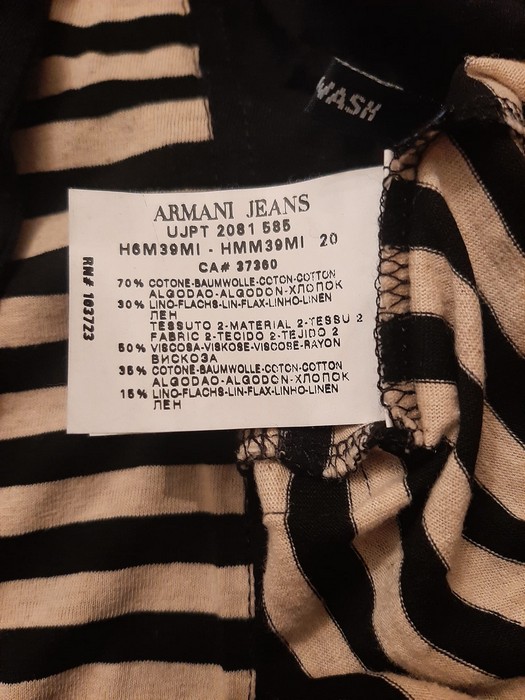 WASH
ARMANI JEANS
UJPT 2081 585
H6M39MI - HMM39MI 20
CA# 37360
70% COTONE-BAUMWOLLE-COTON-COTTON
ALGODAO-ALGODON-ХЛОПОК
30% LINO-FLACHS-LIN-FLAX-LINHO-LINEN
ЛЕН
TESSUTO 2-MATERIAL 2-TESSU 2
FABRIC 2-TECIDO 2-TEJIDO 2
50% VISCOSA-VISKOSE-VISCOSE-RAYON
ВИСКОЗА
35% COTONE-BAUMWOLLE-COTON-COTTON
ALGODAO-ALGODON-ХЛОПОК
15% LINO-FLACHS-LIN-FLAX-LINHO-LINEN
ЛЕН
RN# 103723